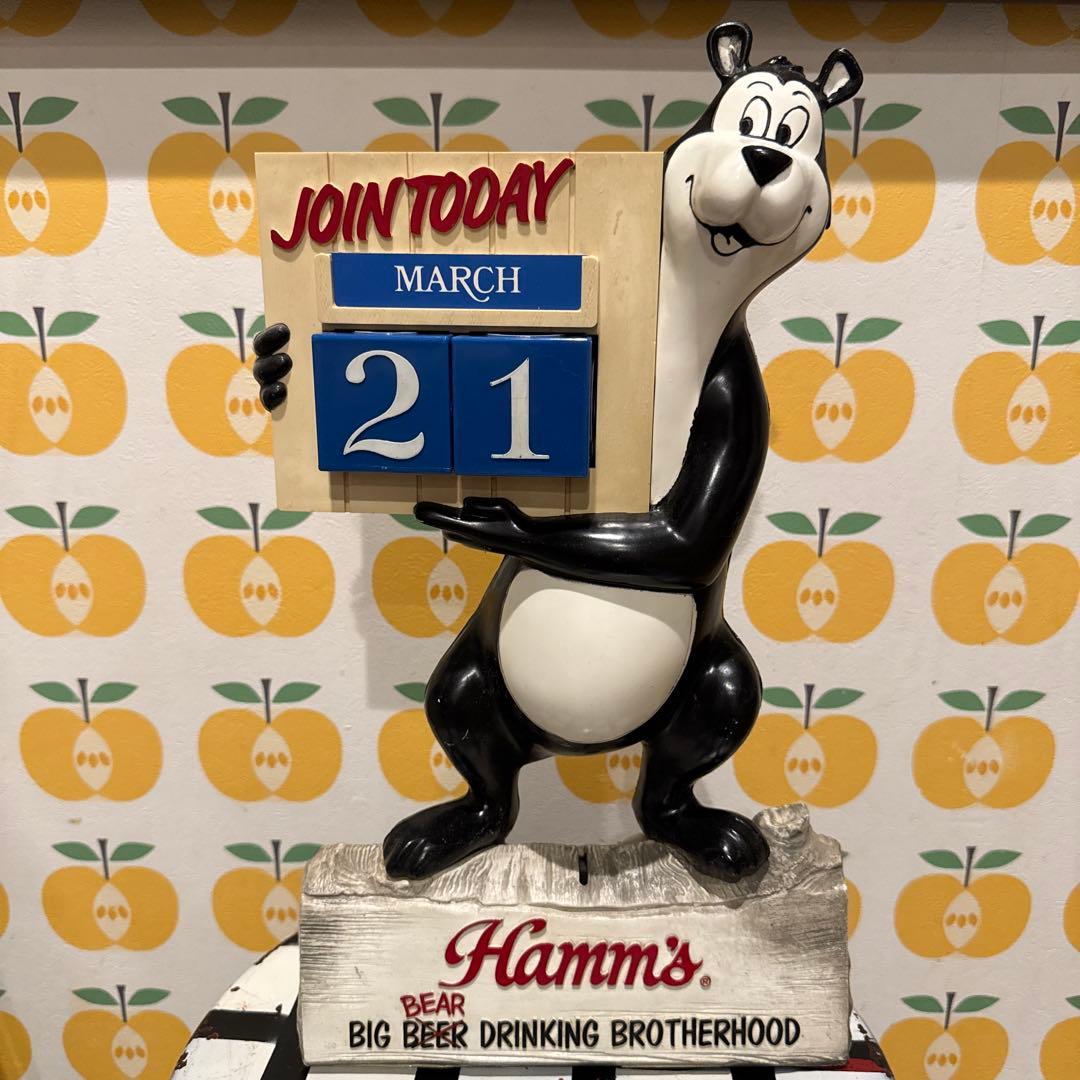 JOIN TODAY
MARCH
21
Hamm's®
BEAR
BIG BEER DRINKING BROTHERHOOD